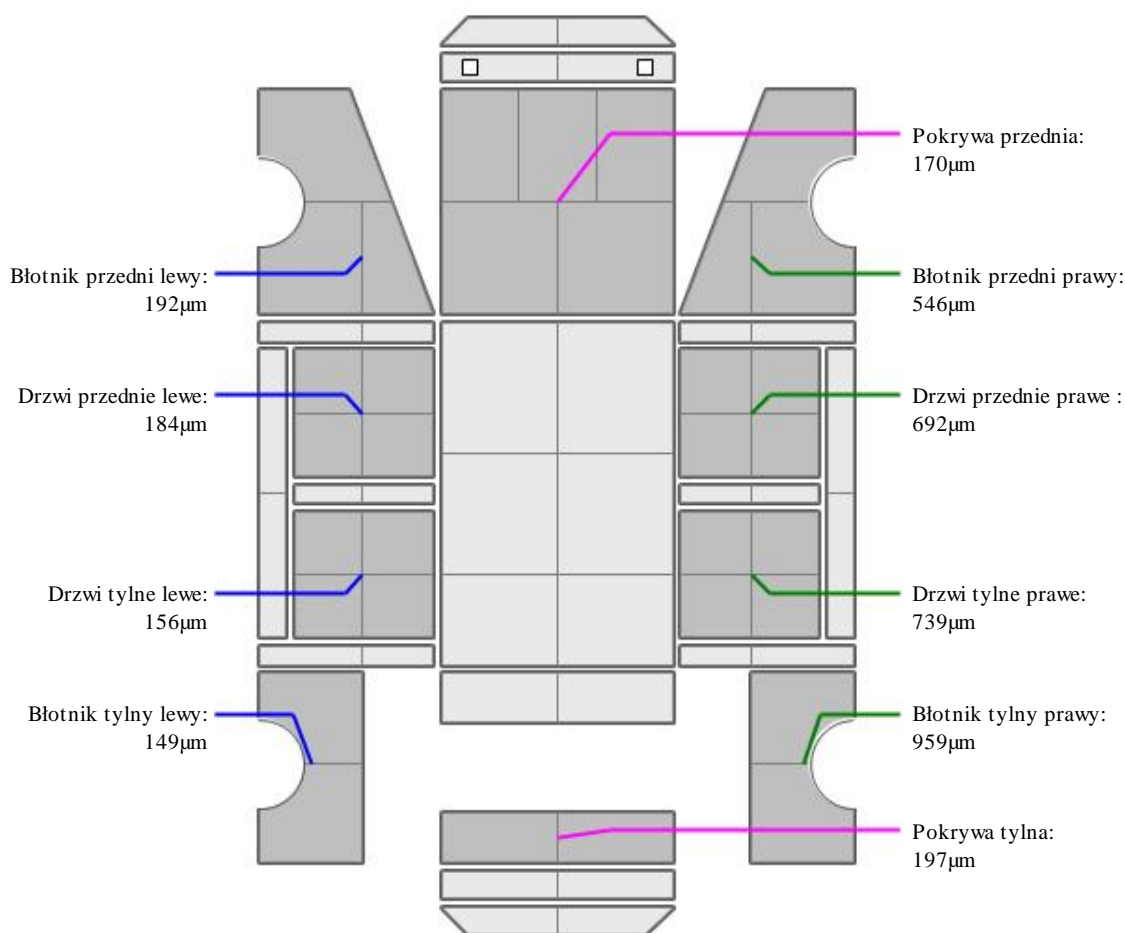 Pokrywa przednia:
170µm
Błotnik przedni lewy:
192µm
Błotnik przedni prawy:
546µm
Drzwi przednie lewe:
184µm
Drzwi przednie prawe :
692µm
Drzwi tylne lewe:
156µm
Drzwi tylne prawe:
739µm
Błotnik tylny lewy:
149µm
Błotnik tylny prawy:
959µm
Pokrywa tylna:
197µm